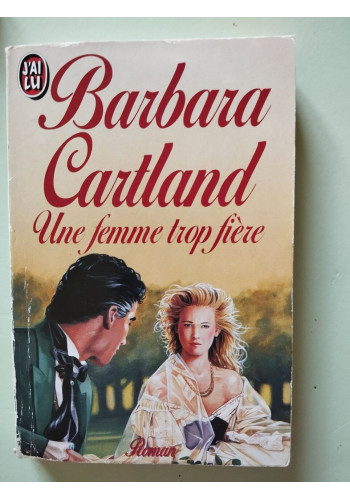 J'AI
LU
Barbara
Cartland
Une femme trop fière
Roman